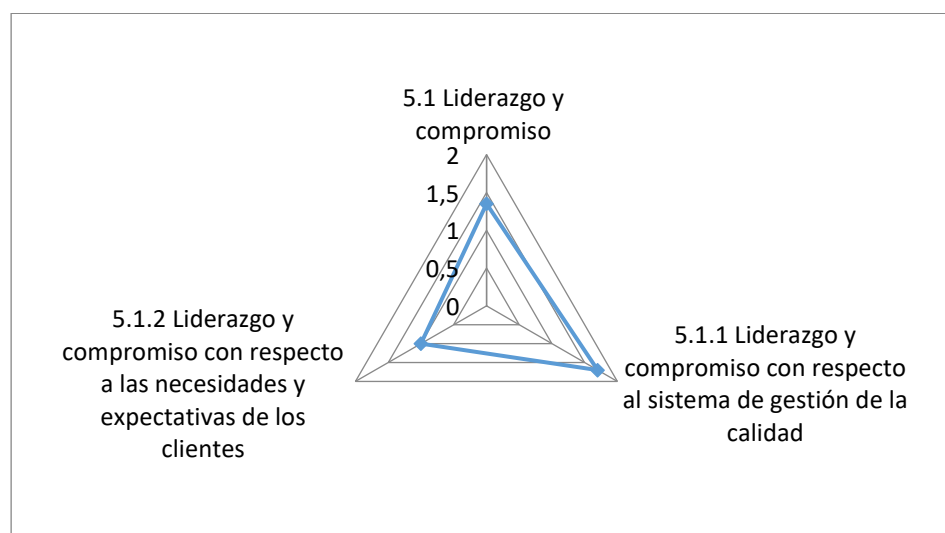 5.1 Liderazgo y
compromiso
2
1,5
1
0,5
0
5.1.1 Liderazgo y
compromiso con respecto
al sistema de gestión de la
calidad
5.1.2 Liderazgo y
compromiso con respecto
a las necesidades y
expectativas de los
clientes